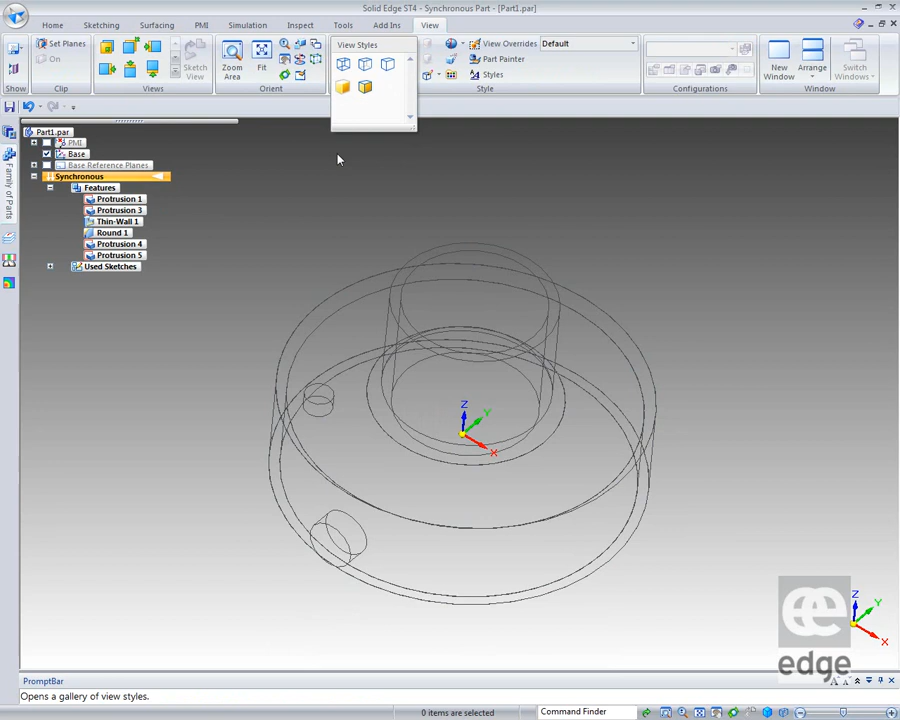 Solid Edge ST4 - Synchronous Part - [Part1.par]
Home Sketching Surfacing PMI Simulation Inspect Tools Add Ins View
Set Planes
On
Show
Clip
Views
Sketch
View
Zoom
Area
Fit
Orient
View Styles
View Overrides
Default
Part Painter
Styles
Style
Configurations
New
Window
Arrange
Switch
Windows
Window
Family of Parts
Part1.par
PMI
Base
Base Reference Planes
Synchronous
Features
Protrusion 1
Protrusion 3
Thin-Wall 1
Round 1
Protrusion 4
Protrusion 5
Used Sketches
Z
Y
X
Z
Y
X
edge
PromptBar
A A
Opens a gallery of view styles.
0 items are selected
Command Finder